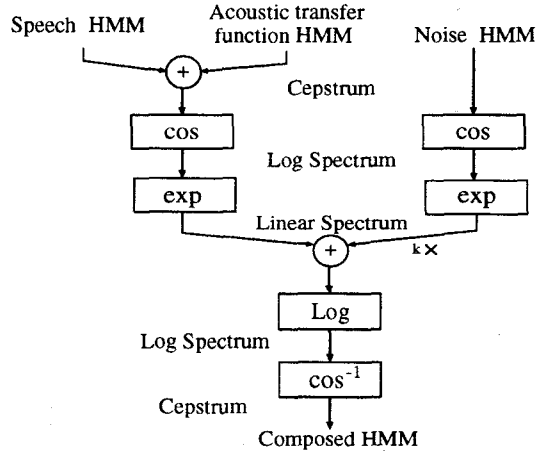 Speech HMM
Acoustic transfer
function HMM
Noise HMM
+
Cepstrum
cos
cos
Log Spectrum
exp
exp
Linear Spectrum
+
k×
Log
Log Spectrum
cos⁻¹
Cepstrum
Composed HMM